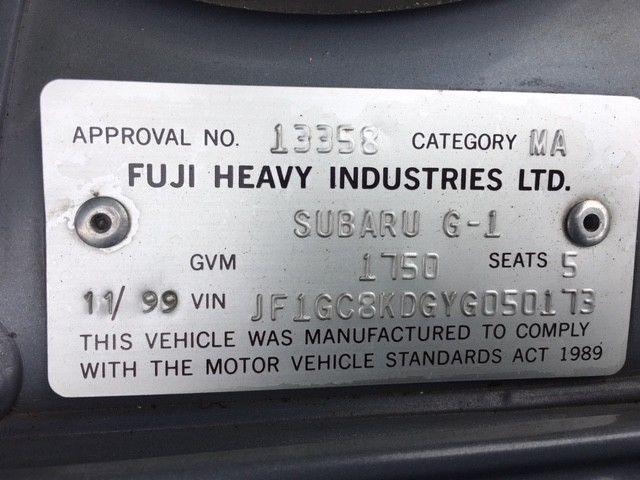 APPROVAL NO. 13358 CATEGORY MA
FUJI HEAVY INDUSTRIES LTD.
SUBARU G-1
GVM 1750 SEATS 5
11/99 VIN JF1GC8KDGYG050173
THIS VEHICLE WAS MANUFACTURED TO COMPLY
WITH THE MOTOR VEHICLE STANDARDS ACT 1989